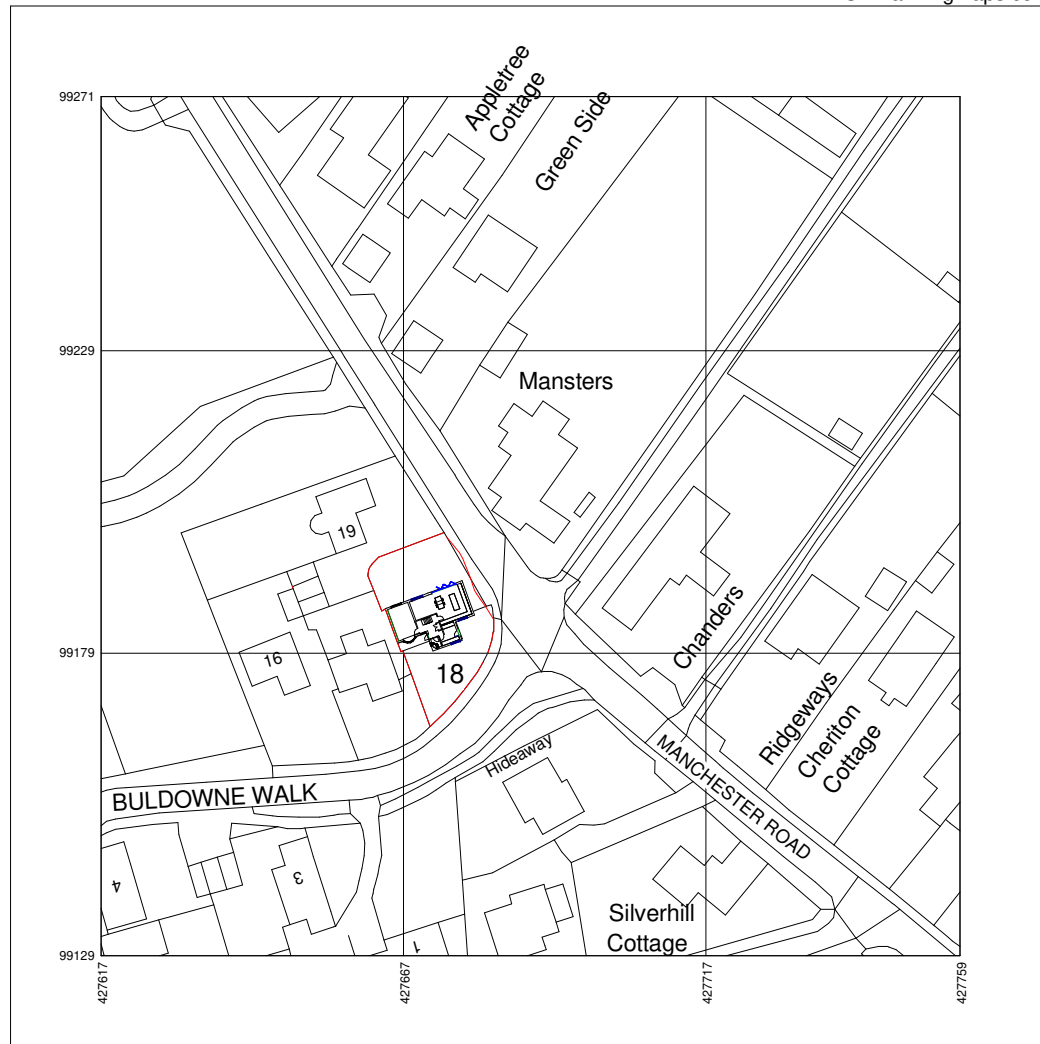 99271
Appletree
Cottage
Green Side
99229
Mansters
19
16
18
99179
Chanders
Ridgeways
Cheriton
Cottage
Hideaway
MANCHESTER ROAD
BULDOWNE WALK
4
3
1
Silverhill
Cottage
99129
427617
427667
427717
427759